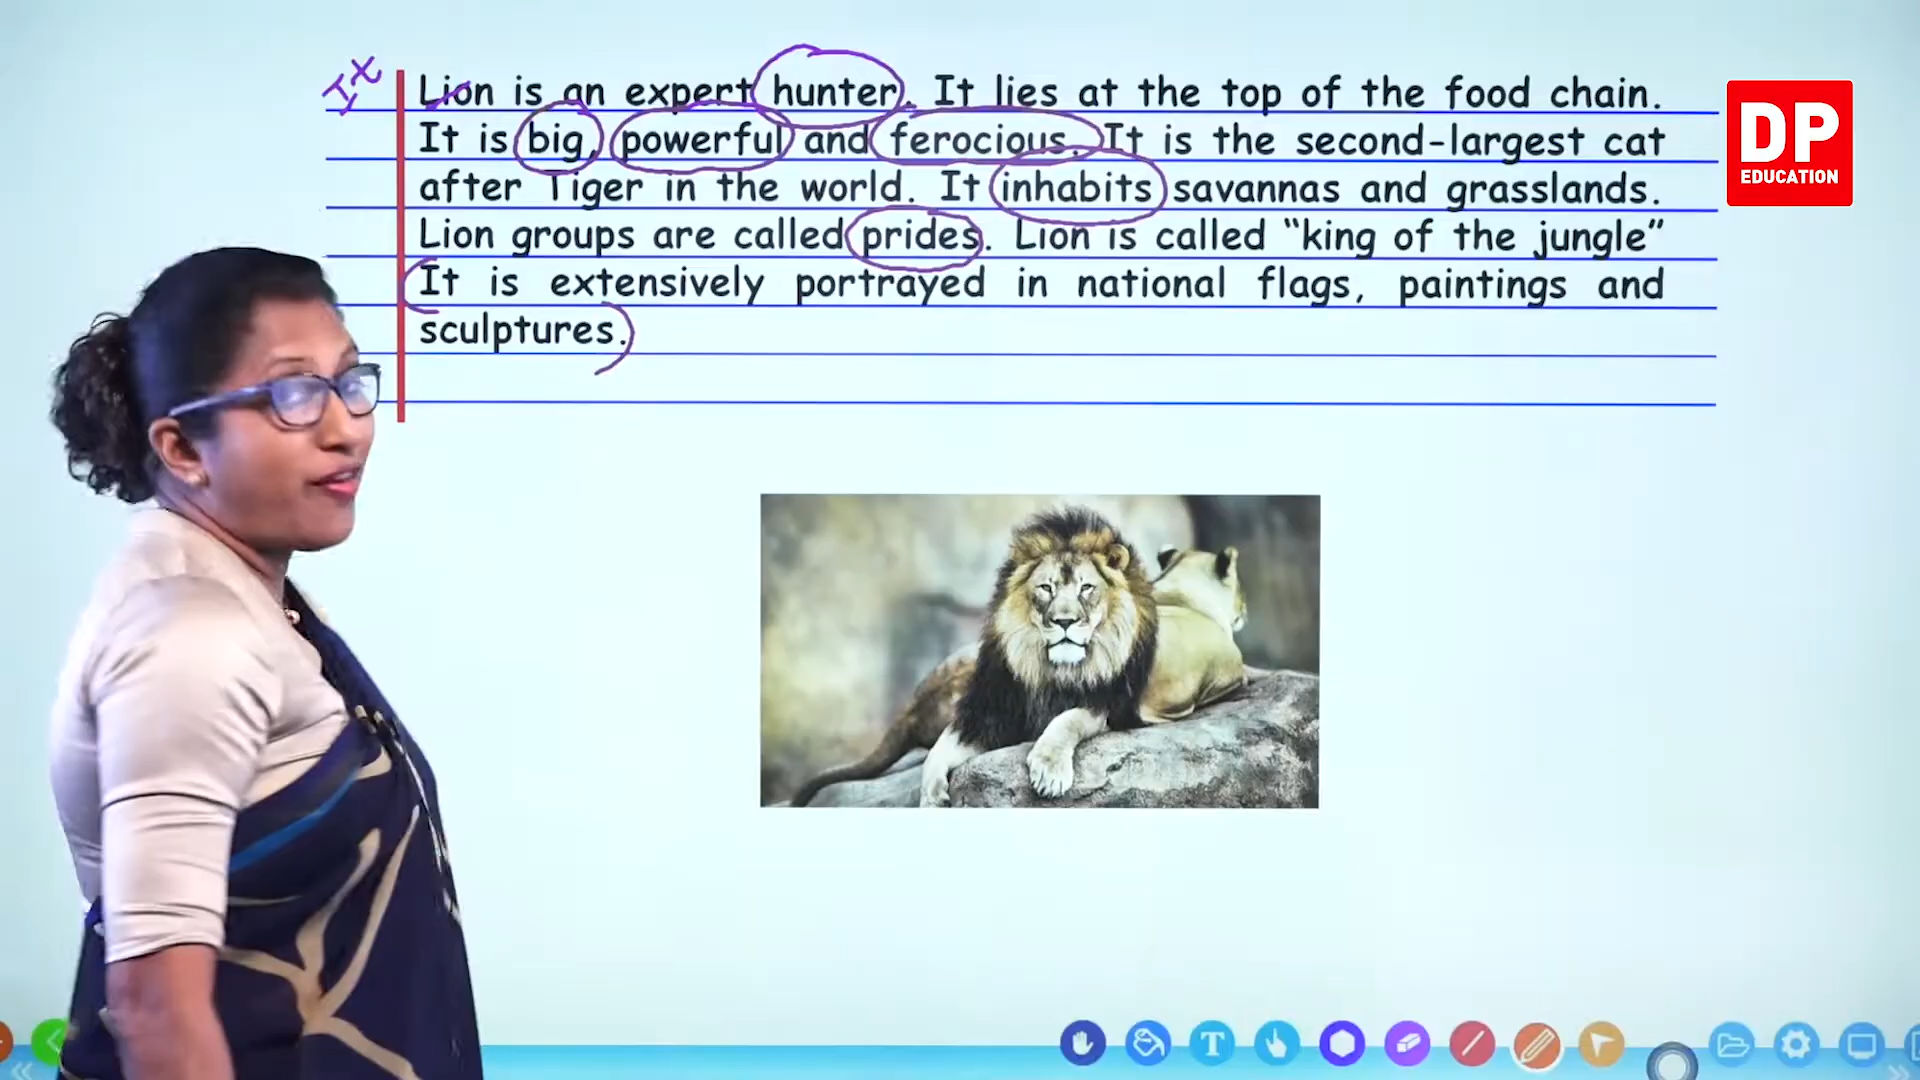 Lion is an expert hunter. It lies at the top of the food chain.
It is big, powerful and ferocious. It is the second-largest cat
after Tiger in the world. It inhabits savannas and grasslands.
Lion groups are called prides. Lion is called “king of the jungle”
It is extensively portrayed in national flags, paintings and
sculptures.
DP
EDUCATION
T